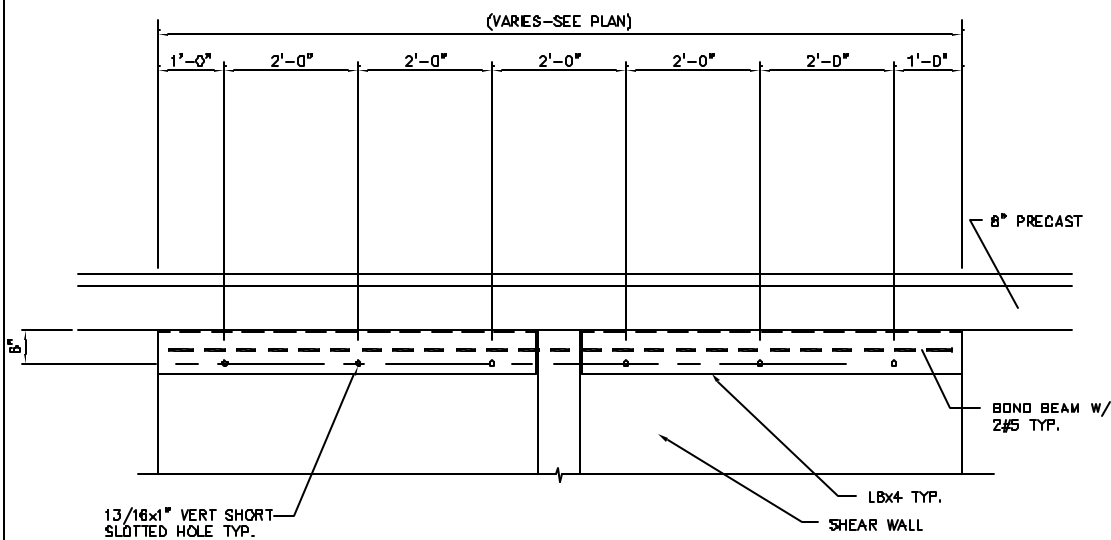 (VARIES-SEE PLAN)
1'-0" 2'-0" 2'-0" 2'-0" 2'-0" 2'-0" 1'-0"
8" PRECAST
6"
BOND BEAM W/
2#5 TYP.
L8x4 TYP.
13/16x1" VERT SHORT
SLOTTED HOLE TYP.
SHEAR WALL